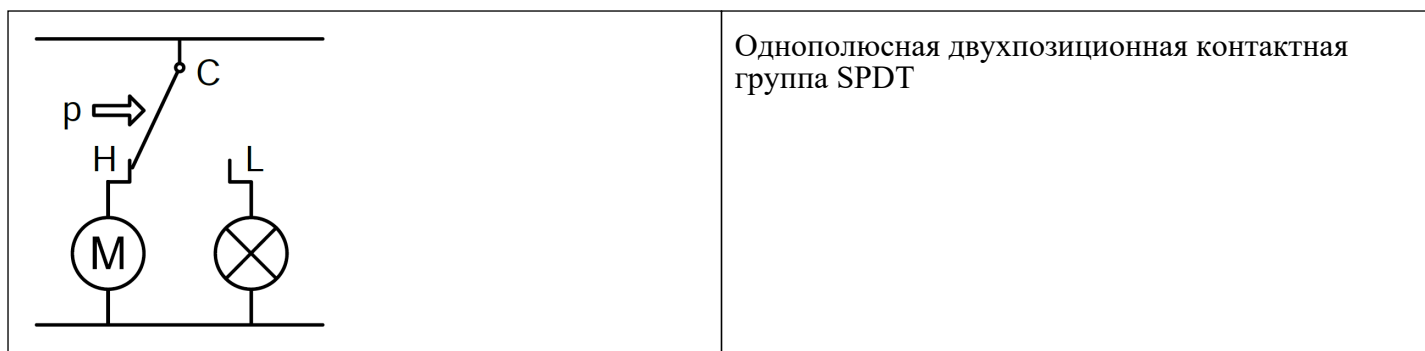 C
p
H
L
M
Однополюсная двухпозиционная контактная
группа SPDT